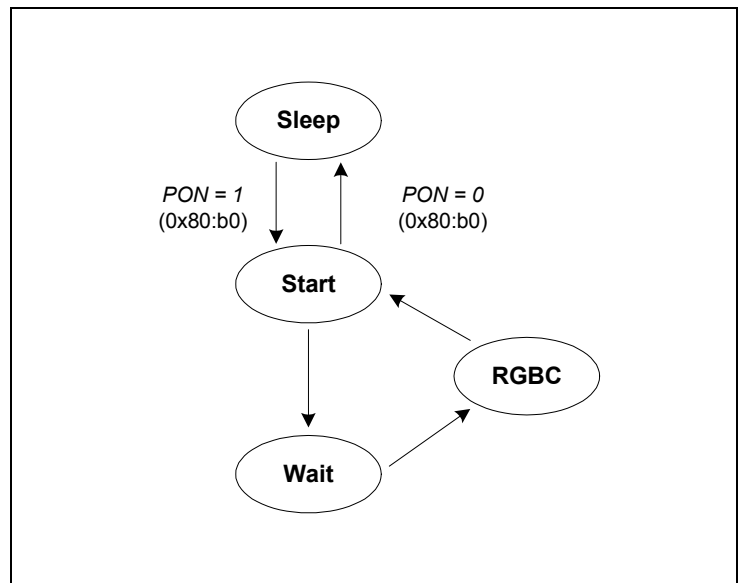 Sleep
PON = 1
(0x80:b0)
PON = 0
(0x80:b0)
Start
RGBC
Wait